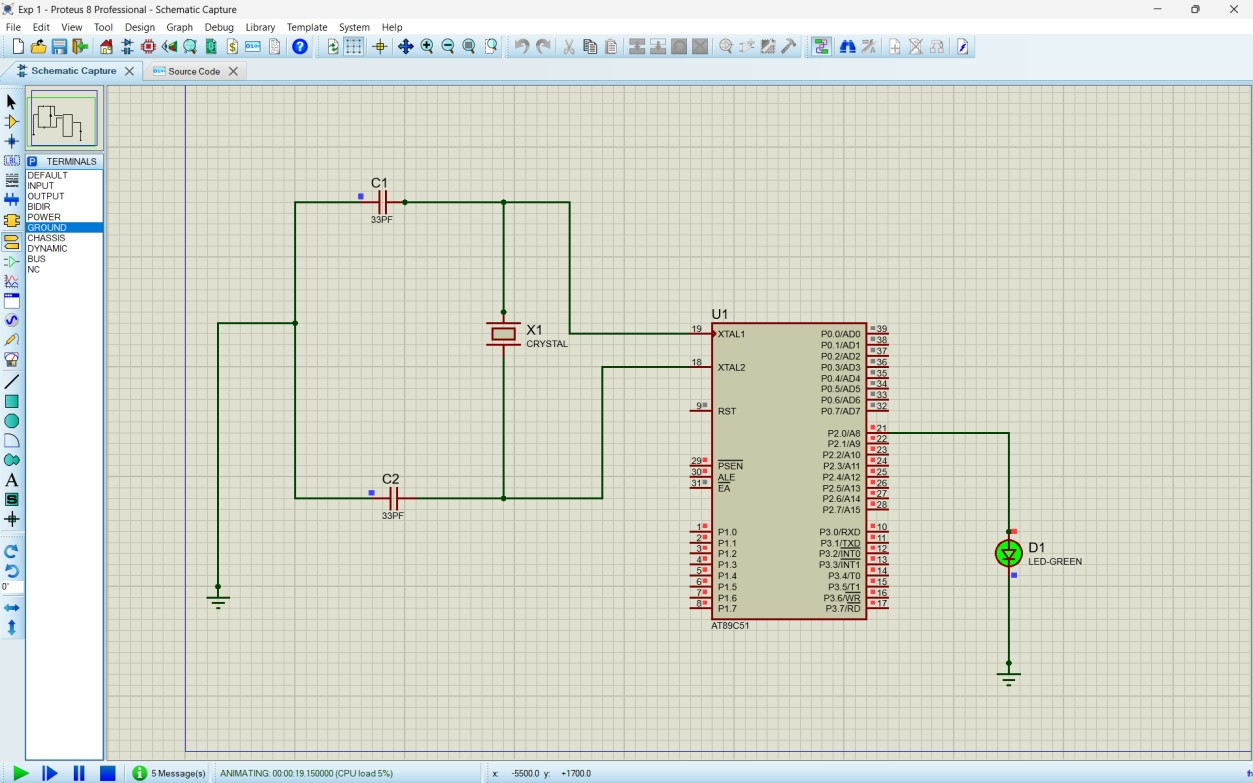 Exp 1 - Proteus 8 Professional - Schematic Capture
File Edit View Tool Design Graph Debug Library Template System Help
Schematic Capture Source Code
P TERMINALS
DEFAULT
INPUT
OUTPUT
BIDIR
POWER
GROUND
CHASSIS
DYNAMIC
BUS
NC
C1
33PF
X1
CRYSTAL
C2
33PF
U1
19 XTAL1
18 XTAL2
9 RST
29 PSEN
30 ALE
31 EA
1 P1.0
2 P1.1
3 P1.2
4 P1.3
5 P1.4
6 P1.5
7 P1.6
8 P1.7
P0.0/AD0 39
P0.1/AD1 38
P0.2/AD2 37
P0.3/AD3 36
P0.4/AD4 35
P0.5/AD5 34
P0.6/AD6 33
P0.7/AD7 32
P2.0/A8 21
P2.1/A9 22
P2.2/A10 23
P2.3/A11 24
P2.4/A12 25
P2.5/A13 26
P2.6/A14 27
P2.7/A15 28
P3.0/RXD 10
P3.1/TXD 11
P3.2/INT0 12
P3.3/INT1 13
P3.4/T0 14
P3.5/T1 15
P3.6/WR 16
P3.7/RD 17
AT89C51
D1
LED-GREEN
0°
5 Message(s) ANIMATING: 00:00:19.150000 (CPU load 5%) x: -5500.0 y: +1700.0